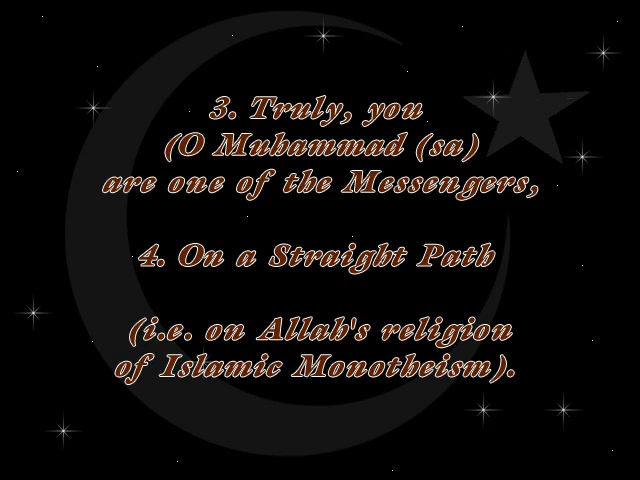 3. Truly, you
(O Muhammad (sa)
are one of the Messengers,
4. On a Straight Path
(i.e. on Allah's religion
of Islamic Monotheism).